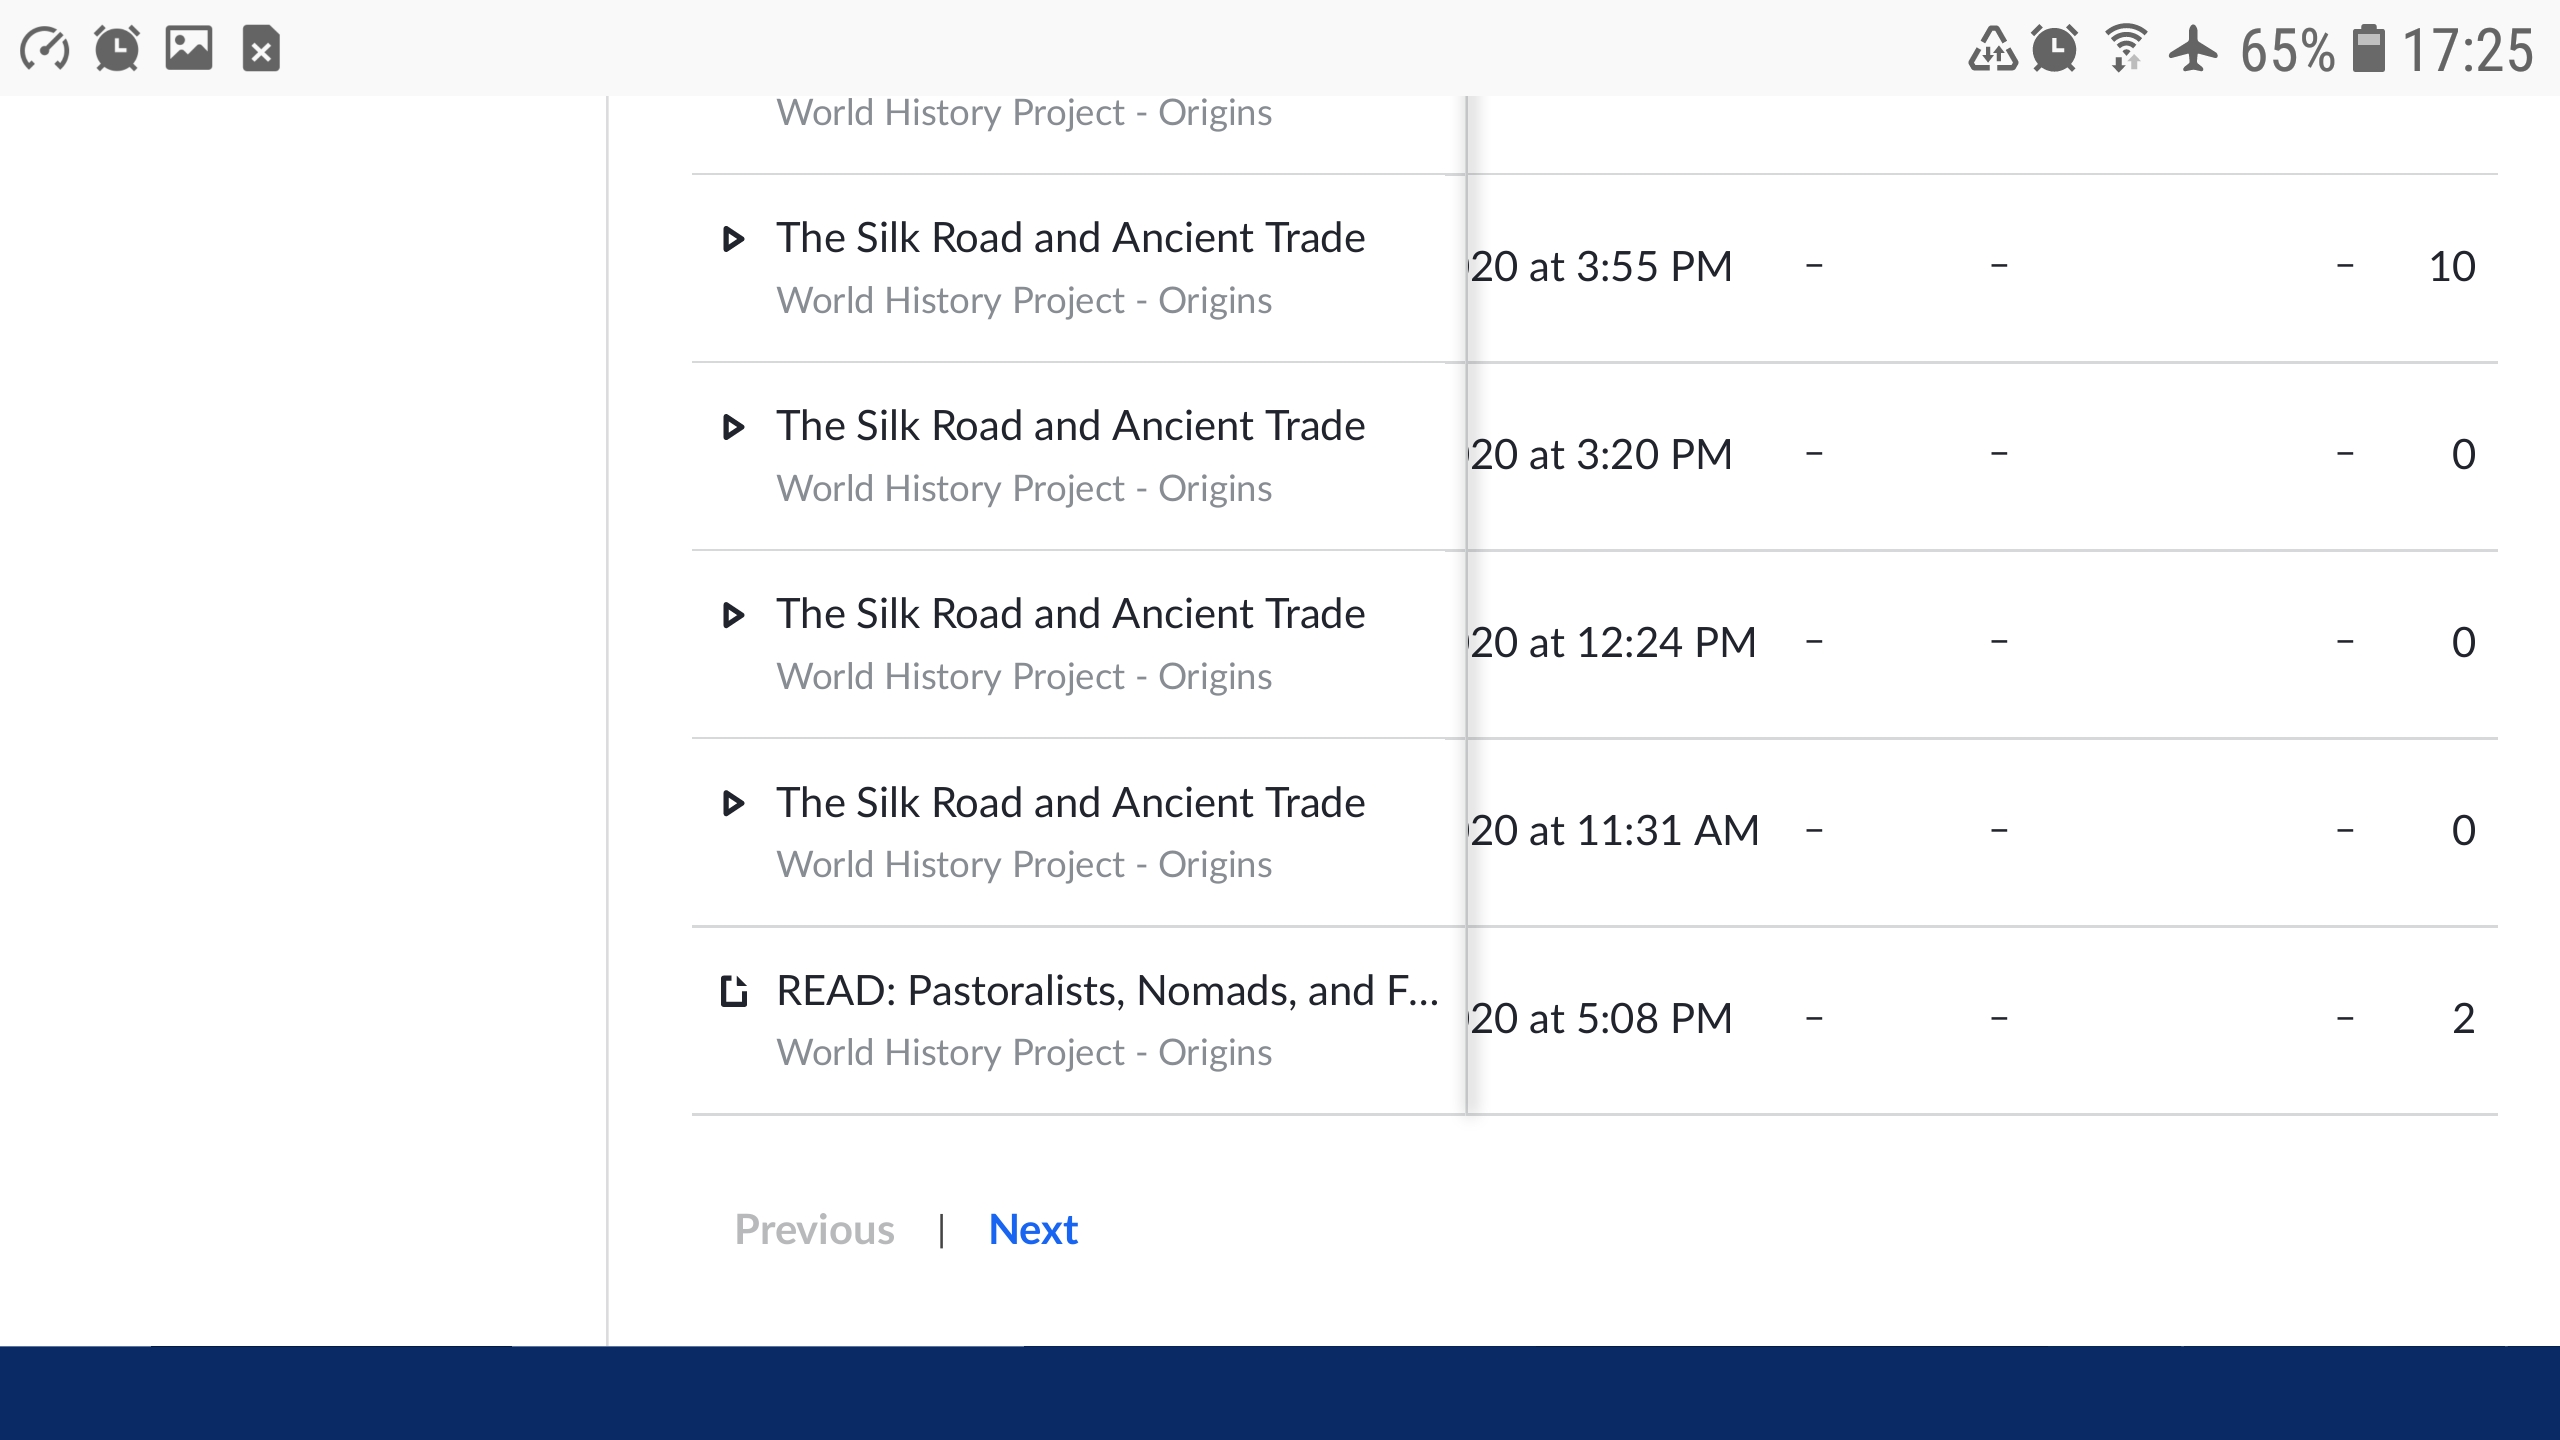 65% 17:25
World History Project - Origins
The Silk Road and Ancient Trade
World History Project - Origins
20 at 3:55 PM – – – 10
The Silk Road and Ancient Trade
World History Project - Origins
20 at 3:20 PM – – – 0
The Silk Road and Ancient Trade
World History Project - Origins
20 at 12:24 PM – – – 0
The Silk Road and Ancient Trade
World History Project - Origins
20 at 11:31 AM – – – 0
READ: Pastoralists, Nomads, and F...
World History Project - Origins
20 at 5:08 PM – – – 2
Previous | Next